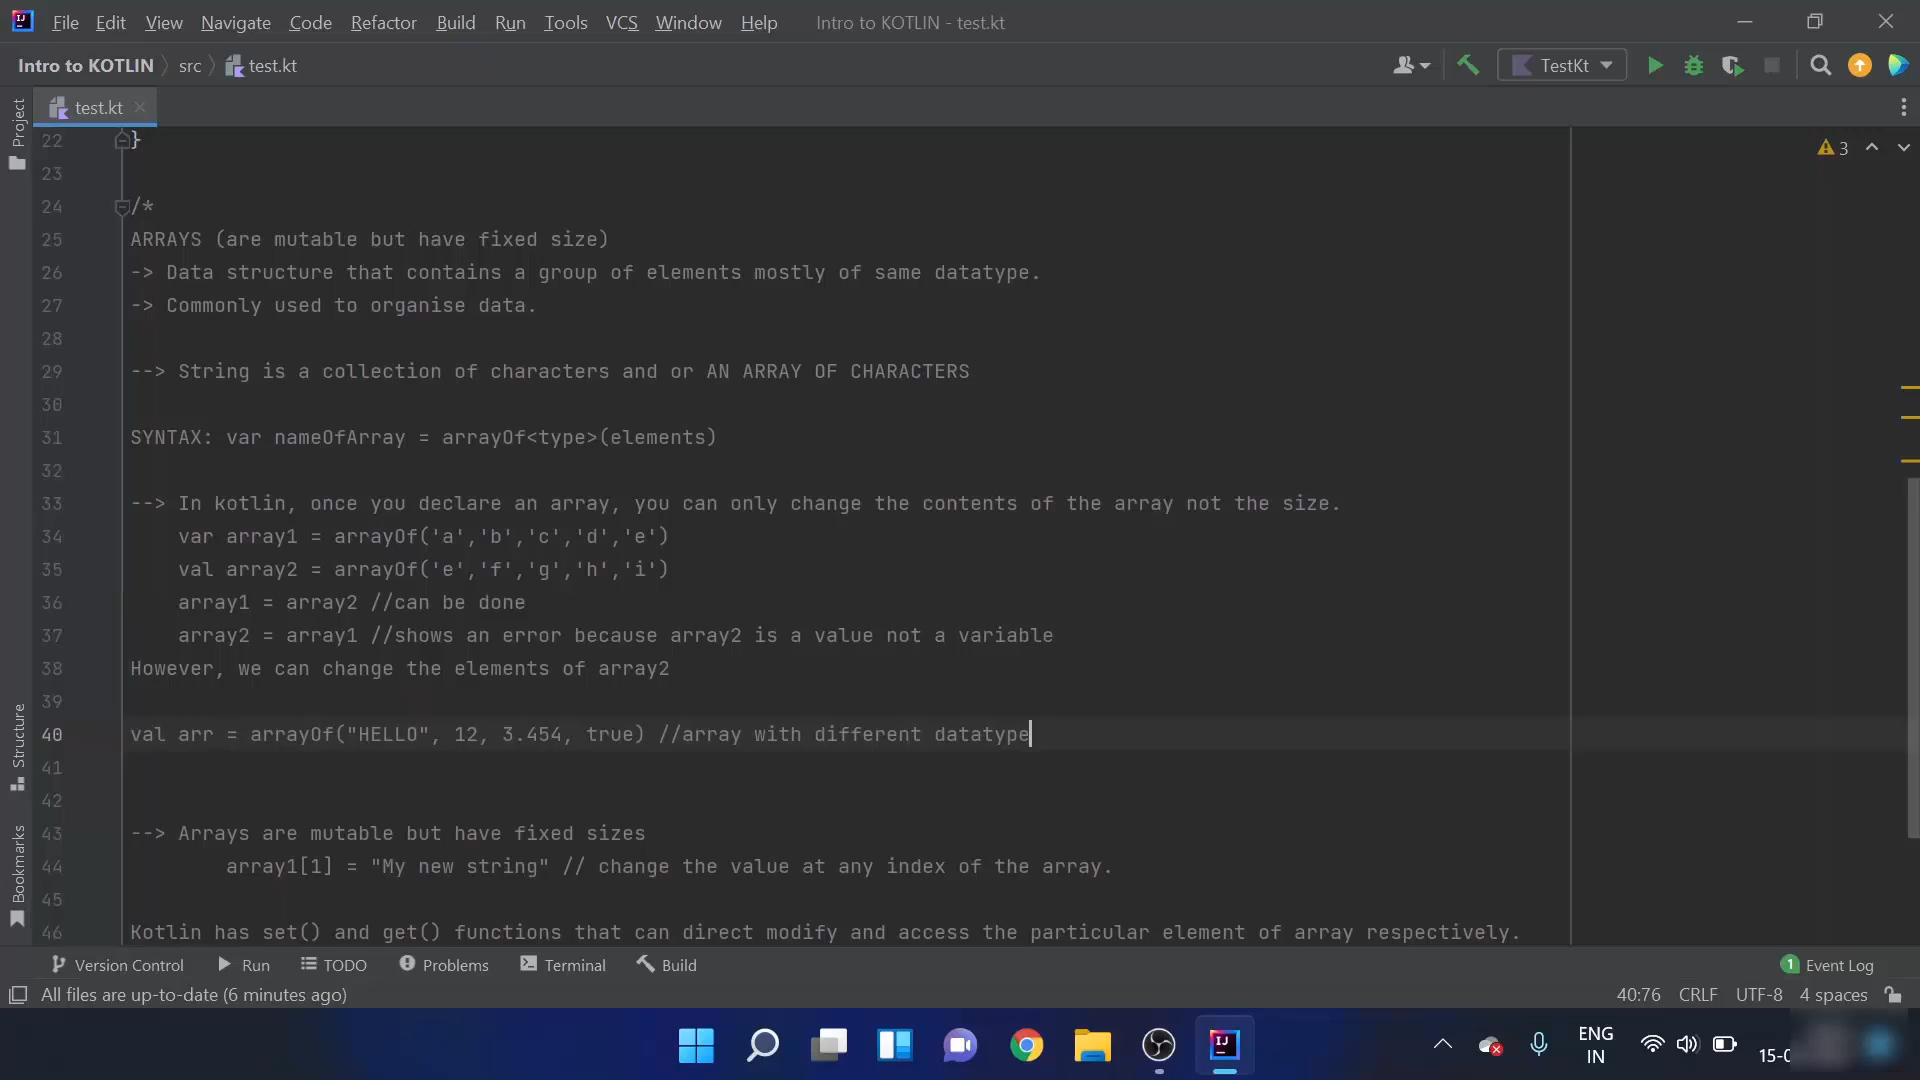 File Edit View Navigate Code Refactor Build Run Tools VCS Window Help Intro to KOTLIN - test.kt
Intro to KOTLIN src test.kt TestKt
Project
test.kt
3
22 }
23
24 /*
25 ARRAYS (are mutable but have fixed size)
26 -> Data structure that contains a group of elements mostly of same datatype.
27 -> Commonly used to organise data.
28
29 --> String is a collection of characters and or AN ARRAY OF CHARACTERS
30
31 SYNTAX: var nameOfArray = arrayOf<type>(elements)
32
33 --> In kotlin, once you declare an array, you can only change the contents of the array not the size.
34 var array1 = arrayOf('a','b','c','d','e')
35 val array2 = arrayOf('e','f','g','h','i')
36 array1 = array2 //can be done
37 array2 = array1 //shows an error because array2 is a value not a variable
38 However, we can change the elements of array2
39
40 val arr = arrayOf("HELLO", 12, 3.454, true) //array with different datatype
41
42
43 --> Arrays are mutable but have fixed sizes
44 array1[1] = "My new string" // change the value at any index of the array.
45
46 Kotlin has set() and get() functions that can direct modify and access the particular element of array respectively.
Structure
Bookmarks
Version Control Run TODO Problems Terminal Build 1 Event Log
All files are up-to-date (6 minutes ago) 40:76 CRLF UTF-8 4 spaces
ENG
IN